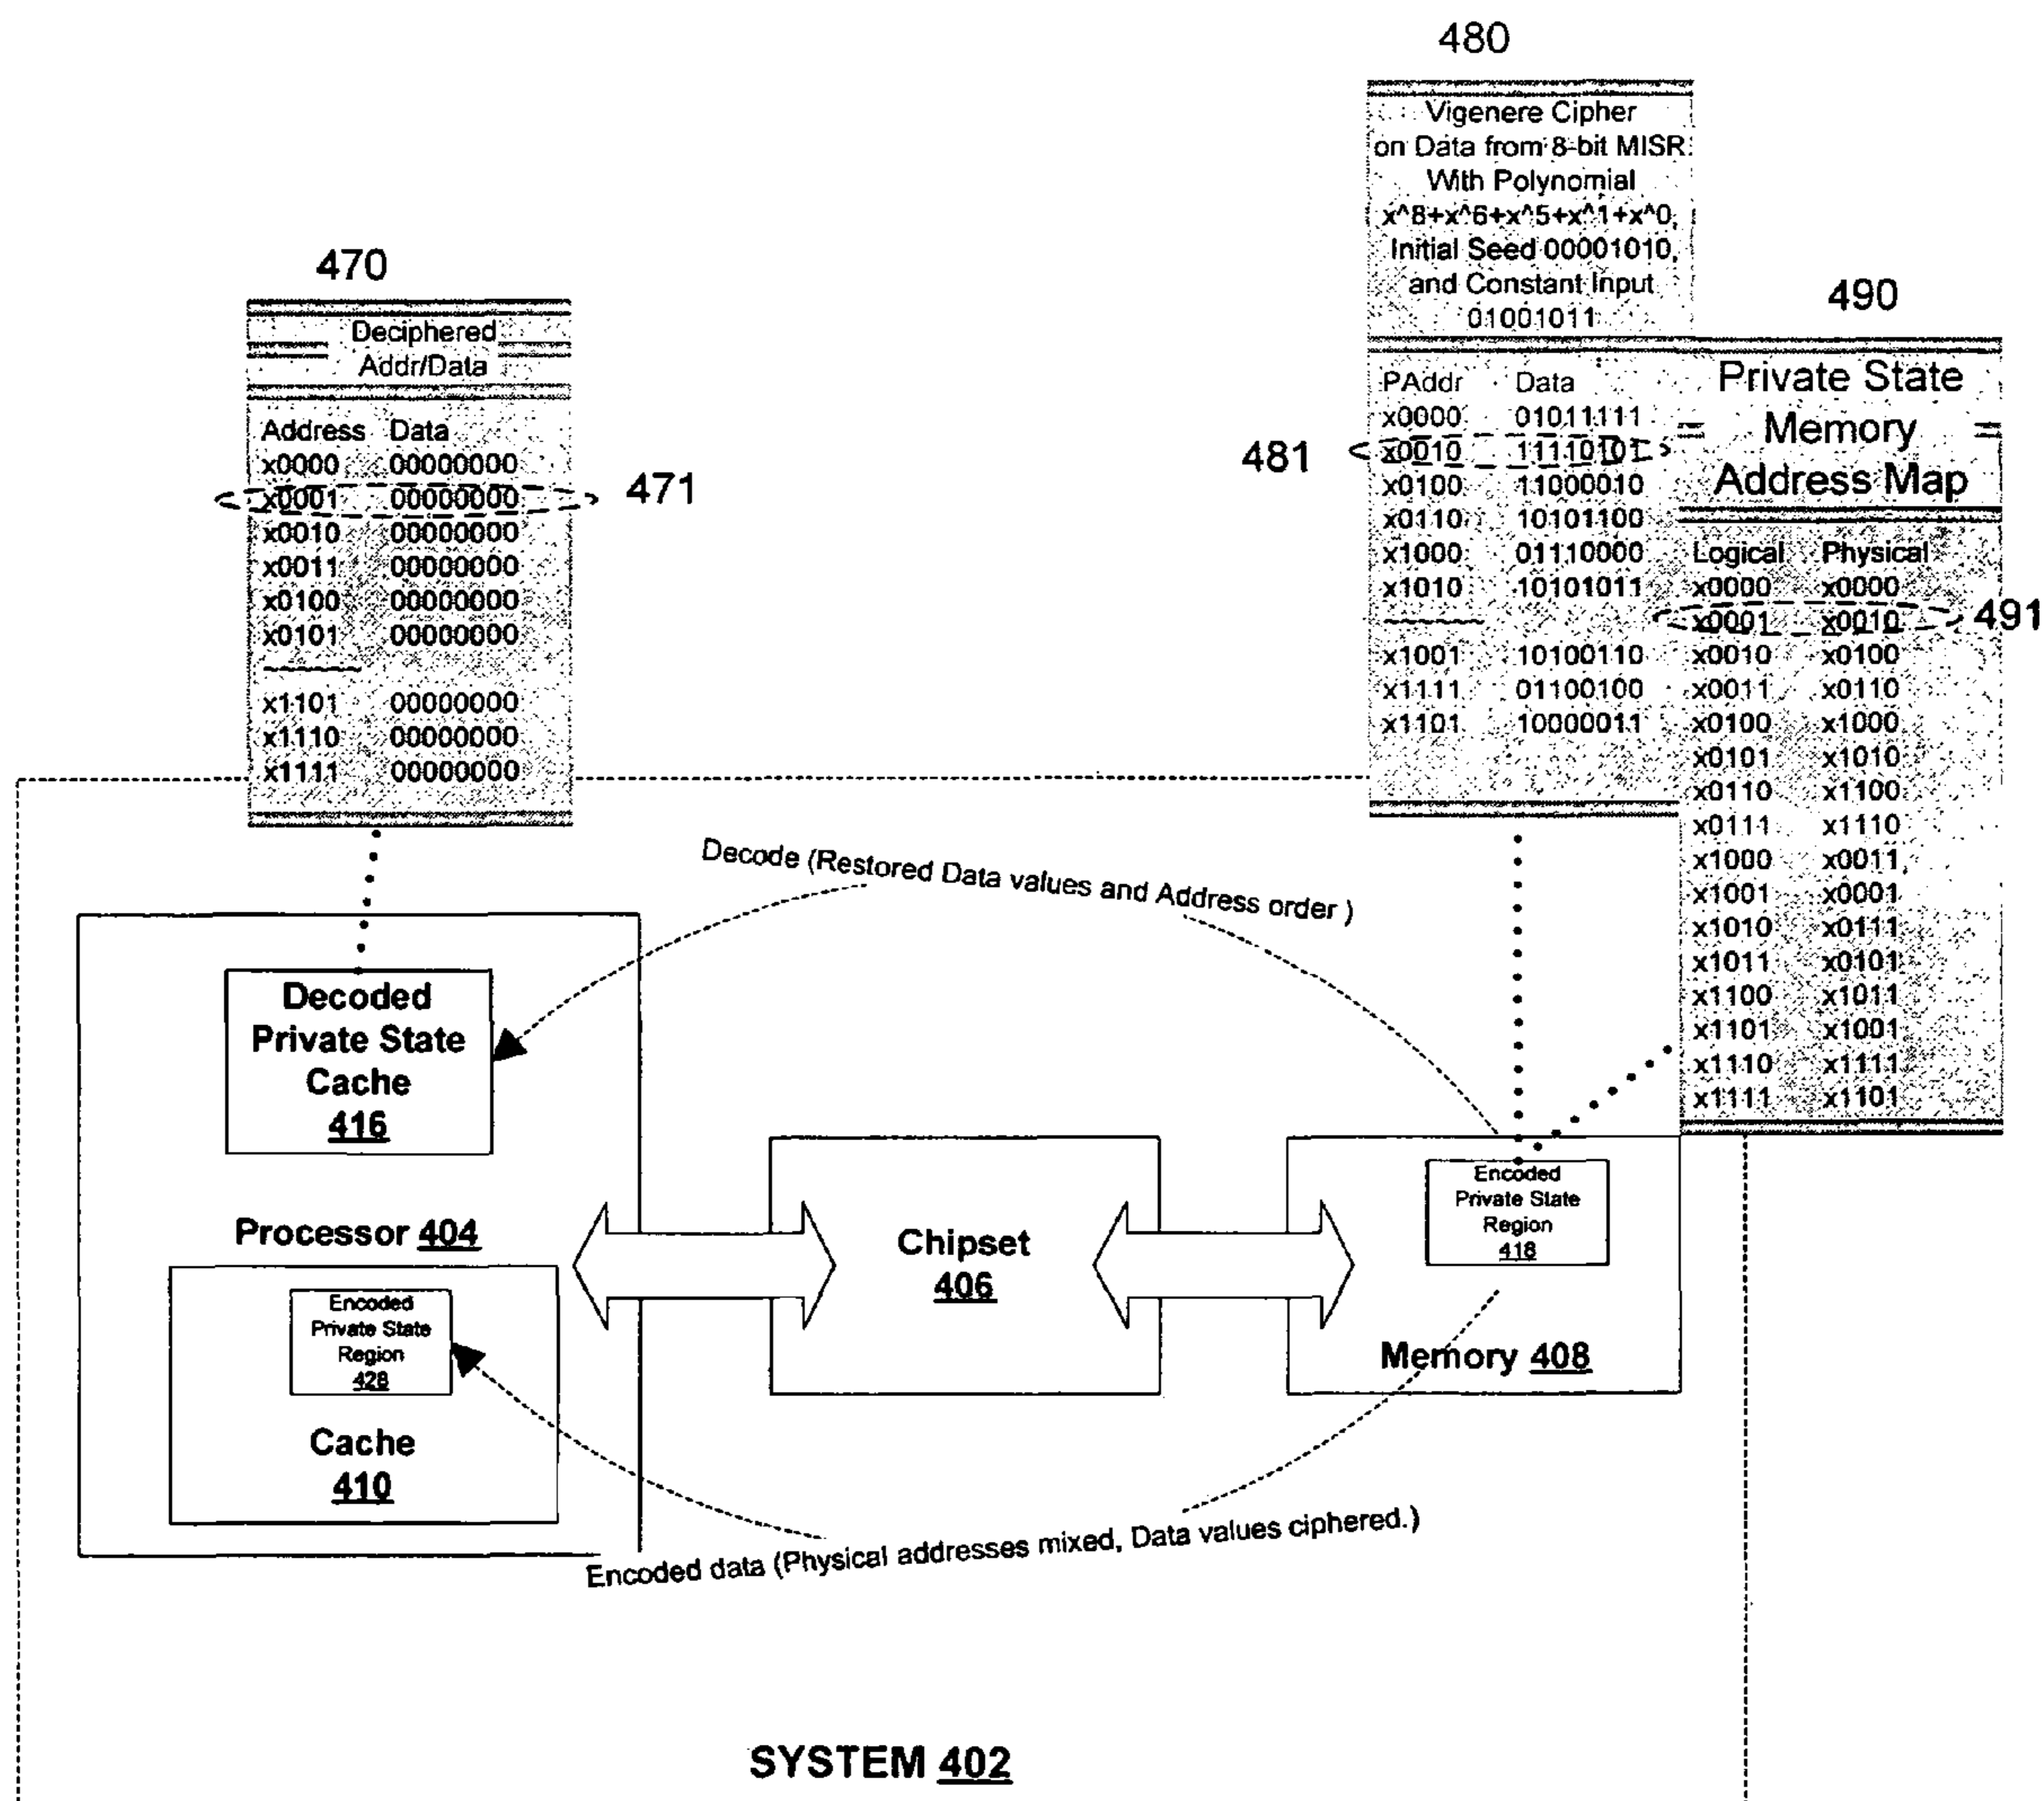 480
Vigenere Cipher
on Data from 8-bit MISR
With Polynomial
x^8+x^6+x^5+x^1+x^0,
Initial Seed 00001010,
and Constant Input
01001011
PAddr Data
x0000 01011111
x0010 11110101
x0100 11000010
x0110 10101100
x1000 01110000
x1010 10101011
x1001 10100110
x1111 01100100
x1101 10000011
481
490
Private State
= Memory =
Address Map
Logical Physical
x0000 x0000
x0001 x0010
x0010 x0100
x0011 x0110
x0100 x1000
x0101 x1010
x0110 x1100
x0111 x1110
x1000 x0011
x1001 x0001
x1010 x0111
x1011 x0101
x1100 x1011
x1101 x1001
x1110 x1111
x1111 x1101
491
470
Deciphered
Addr/Data
Address Data
x0000 00000000
x0001 00000000
x0010 00000000
x0011 00000000
x0100 00000000
x0101 00000000
x1101 00000000
x1110 00000000
x1111 00000000
471
Decode (Restored Data values and Address order )
Decoded
Private State
Cache
416
Processor 404
Encoded
Private State
Region
428
Cache
410
Chipset
406
Encoded
Private State
Region
418
Memory 408
Encoded data (Physical addresses mixed, Data values ciphered.)
SYSTEM 402